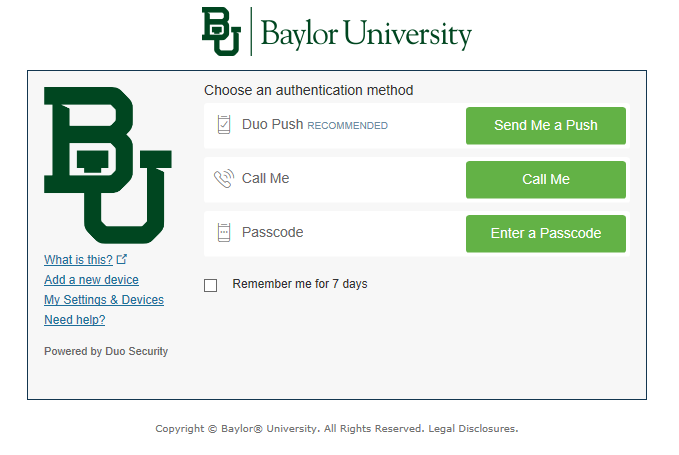 BU Baylor University
Choose an authentication method
Duo Push RECOMMENDED Send Me a Push
Call Me Call Me
Passcode Enter a Passcode
Remember me for 7 days
BU
What is this?
Add a new device
My Settings & Devices
Need help?
Powered by Duo Security
Copyright © Baylor® University. All Rights Reserved. Legal Disclosures.